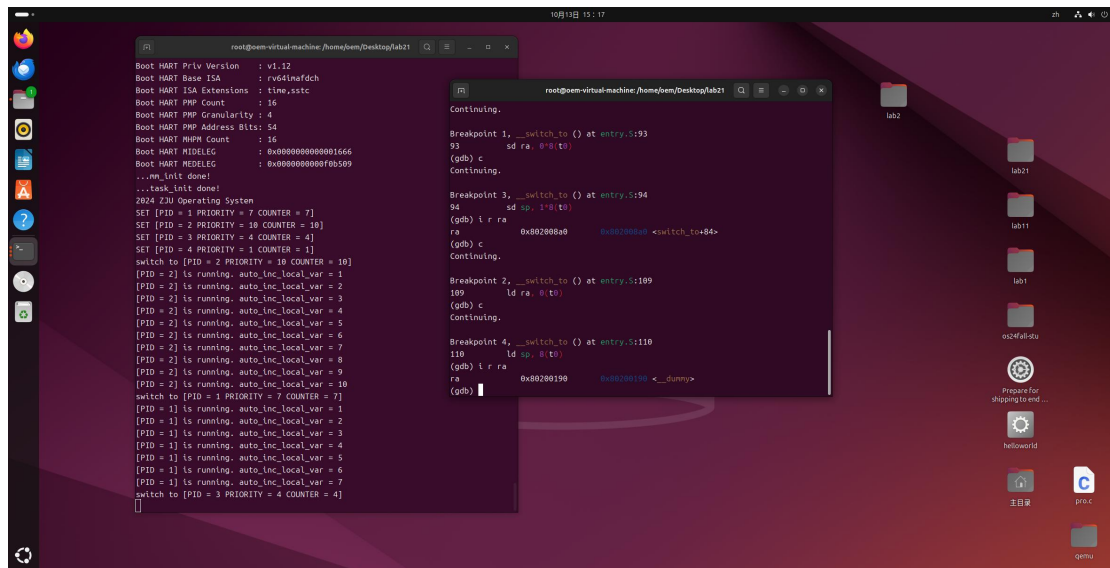 10月13日 15：17
zh
root@oem-virtual-machine: /home/oem/Desktop/lab21
Boot HART Priv Version    : v1.12
Boot HART Base ISA        : rv64imafdch
Boot HART ISA Extensions  : time,sstc
Boot HART PMP Count       : 16
Boot HART PMP Granularity : 4
Boot HART PMP Address Bits: 54
Boot HART MHPM Count      : 16
Boot HART MIDELEG         : 0x0000000000001666
Boot HART MEDELEG         : 0x0000000000f0b509
...mm_init done!
...task_init done!
2024 ZJU Operating System
SET [PID = 1 PRIORITY = 7 COUNTER = 7]
SET [PID = 2 PRIORITY = 10 COUNTER = 10]
SET [PID = 3 PRIORITY = 4 COUNTER = 4]
SET [PID = 4 PRIORITY = 1 COUNTER = 1]
switch to [PID = 2 PRIORITY = 10 COUNTER = 10]
[PID = 2] is running. auto_inc_local_var = 1
[PID = 2] is running. auto_inc_local_var = 2
[PID = 2] is running. auto_inc_local_var = 3
[PID = 2] is running. auto_inc_local_var = 4
[PID = 2] is running. auto_inc_local_var = 5
[PID = 2] is running. auto_inc_local_var = 6
[PID = 2] is running. auto_inc_local_var = 7
[PID = 2] is running. auto_inc_local_var = 8
[PID = 2] is running. auto_inc_local_var = 9
[PID = 2] is running. auto_inc_local_var = 10
switch to [PID = 1 PRIORITY = 7 COUNTER = 7]
[PID = 1] is running. auto_inc_local_var = 1
[PID = 1] is running. auto_inc_local_var = 2
[PID = 1] is running. auto_inc_local_var = 3
[PID = 1] is running. auto_inc_local_var = 4
[PID = 1] is running. auto_inc_local_var = 5
[PID = 1] is running. auto_inc_local_var = 6
[PID = 1] is running. auto_inc_local_var = 7
switch to [PID = 3 PRIORITY = 4 COUNTER = 4]
root@oem-virtual-machine: /home/oem/Desktop/lab21
Continuing.
Breakpoint 1, __switch_to () at entry.S:93
93        sd ra, 0*8(t0)
(gdb) c
Continuing.
Breakpoint 3, __switch_to () at entry.S:94
94        sd sp, 1*8(t0)
(gdb) i r ra
ra             0x802008a0       0x802008a0 <switch_to+84>
(gdb) c
Continuing.
Breakpoint 2, __switch_to () at entry.S:109
109       ld ra, 0(t0)
(gdb) c
Continuing.
Breakpoint 4, __switch_to () at entry.S:110
110       ld sp, 8(t0)
(gdb) i r ra
ra             0x80200190       0x80200190 <__dummy>
(gdb)
lab2
lab21
lab11
lab1
os24fall-stu
Prepare for
shipping to end ...
helloworld
主目录
pro.c
qemu
1